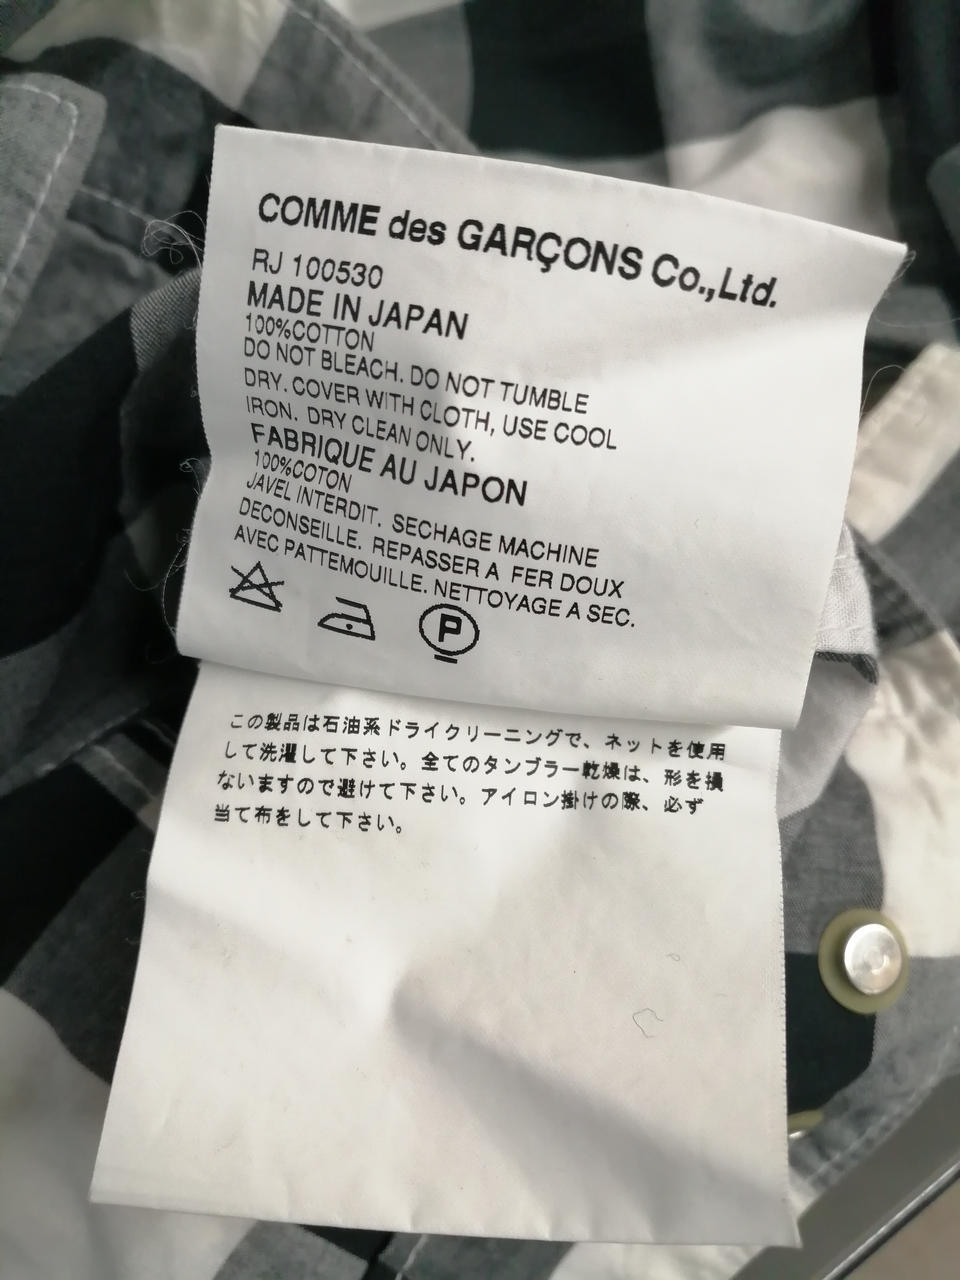 COMME des GARÇONS Co.,Ltd.
RJ 100530
MADE IN JAPAN
100%COTTON
DO NOT BLEACH. DO NOT TUMBLE
DRY. COVER WITH CLOTH, USE COOL
IRON. DRY CLEAN ONLY.
FABRIQUE AU JAPON
100%COTON
JAVEL INTERDIT. SECHAGE MACHINE
DECONSEILLE. REPASSER A FER DOUX
AVEC PATTEMOUILLE. NETTOYAGE A SEC.
P
この製品は石油系ドライクリーニングで、ネットを使用
して洗濯して下さい。全てのタンブラー乾燥は、形を損
ないますので避けて下さい。アイロン掛けの際、必ず
当て布をして下さい。